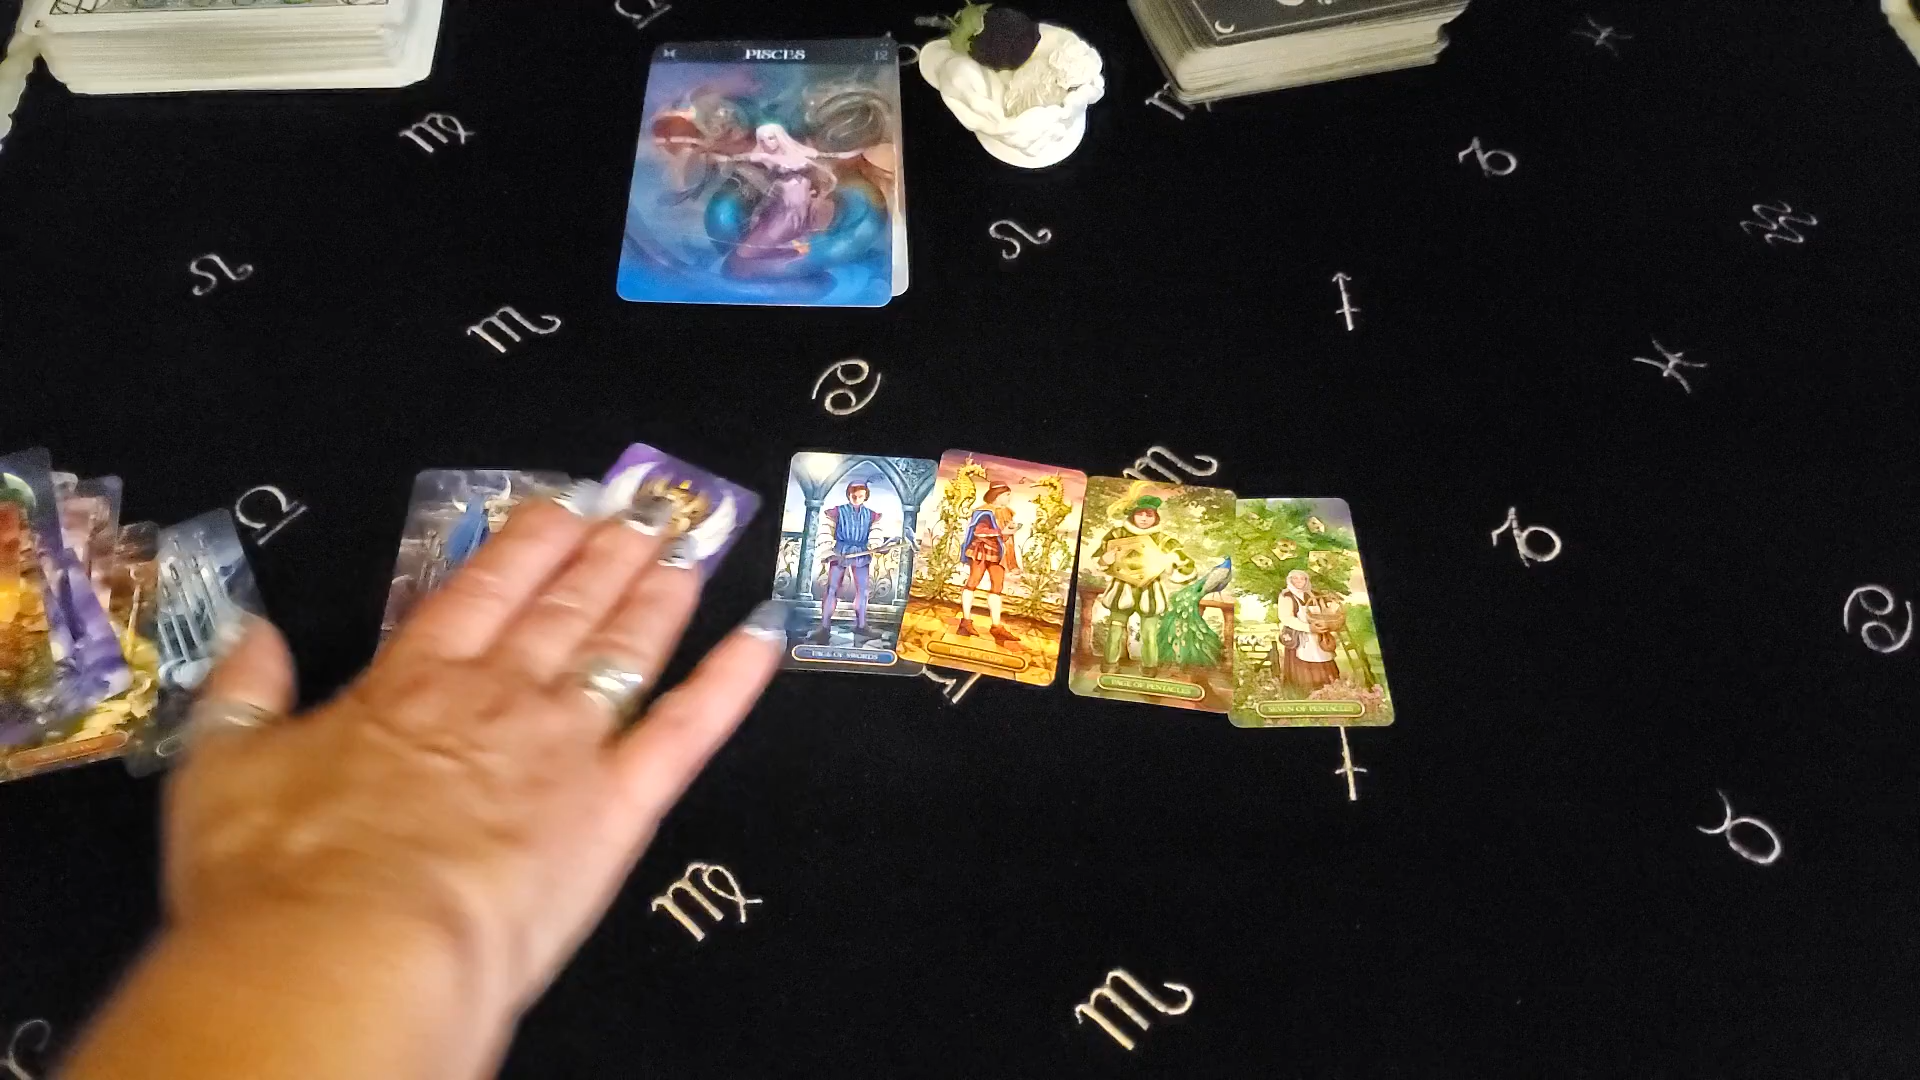 PISCES
12
PAGE OF SWORDS
PAGE OF PENTACLES
SEVEN OF PENTACLES